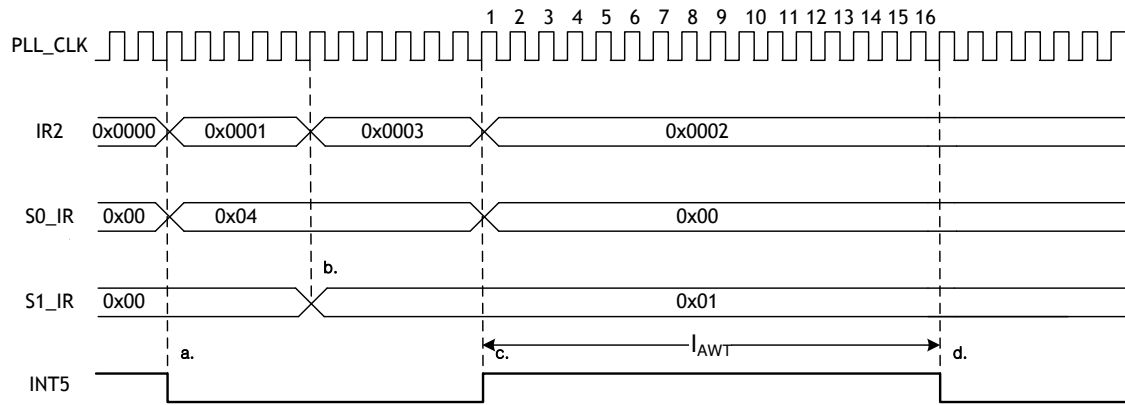 1 2 3 4 5 6 7 8 9 10 11 12 13 14 15 16
PLL_CLK
IR2 0x0000 0x0001 0x0003 0x0002
S0_IR 0x00 0x04 0x00
b.
S1_IR 0x00 0x01
a. c. IAWT d.
INT5